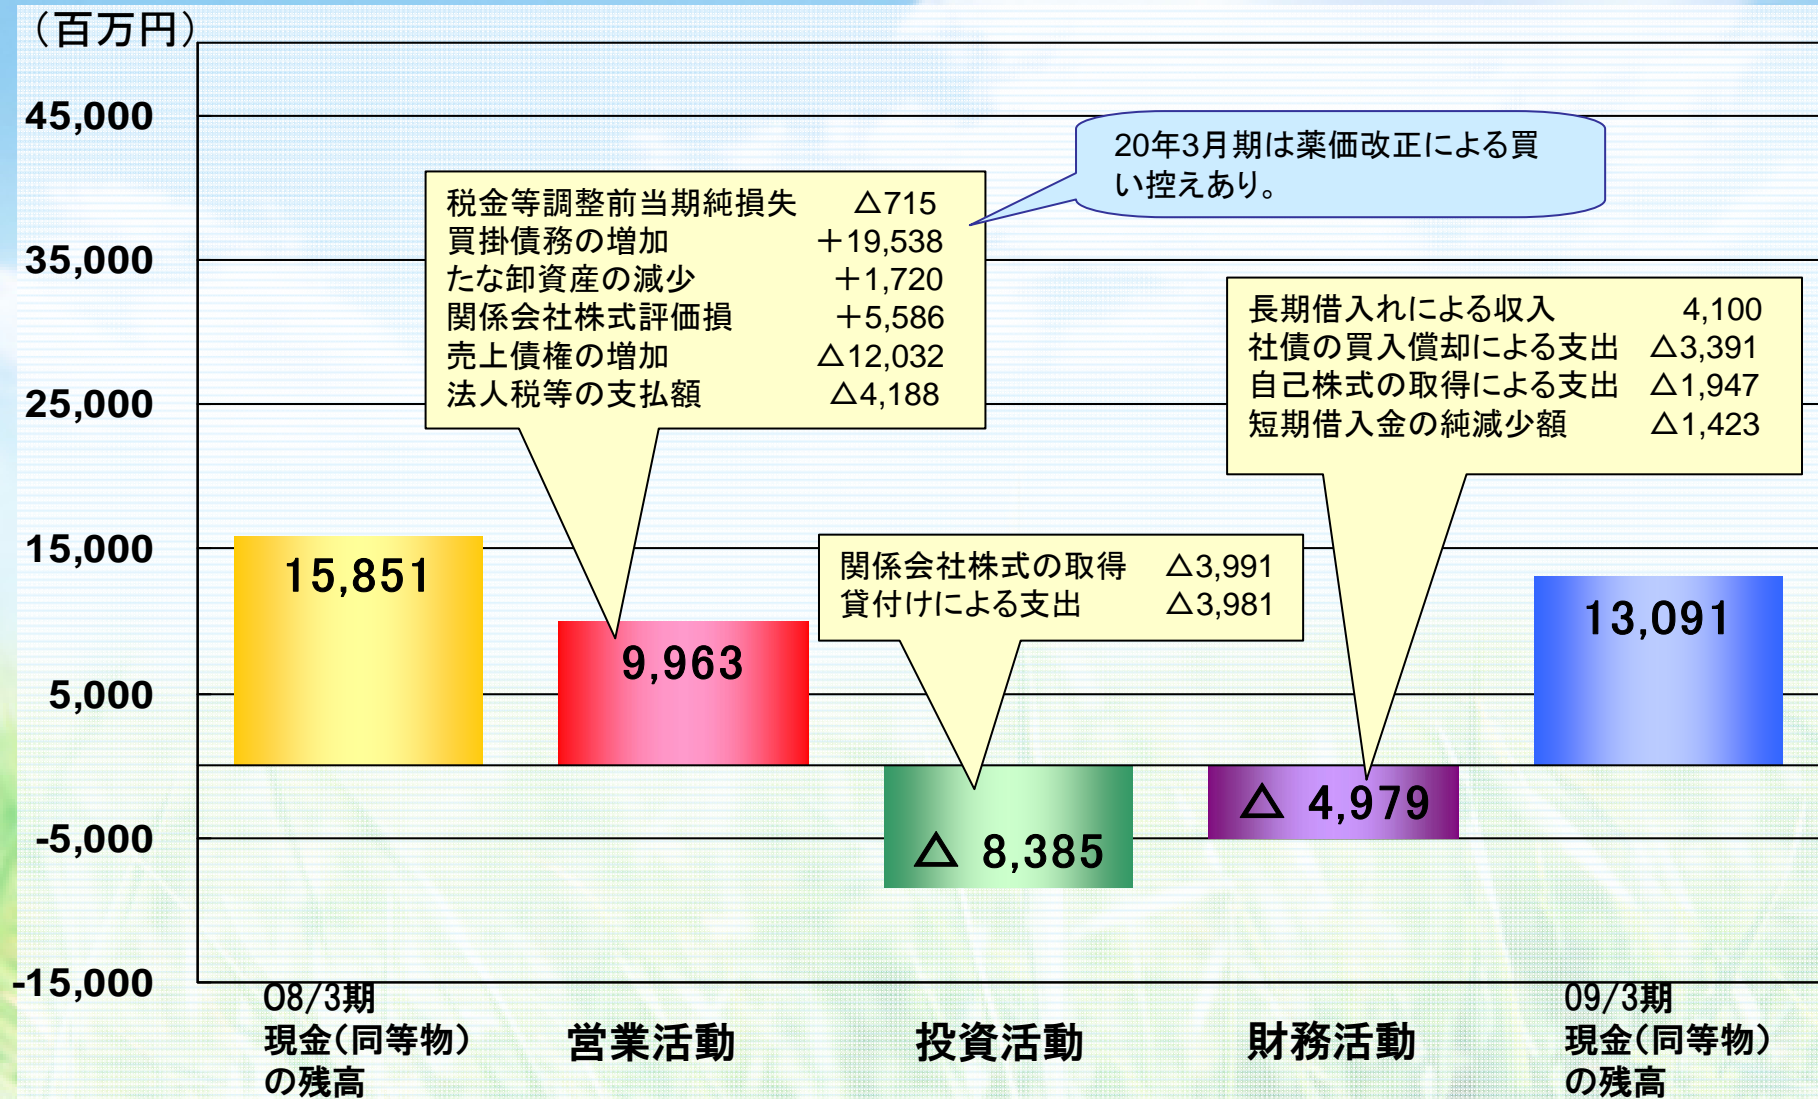 （百万円）
45,000
35,000
25,000
15,000
5,000
-5,000
-15,000
20年3月期は薬価改正による買
い控えあり。
税金等調整前当期純損失 △715
買掛債務の増加 ＋19,538
たな卸資産の減少 ＋1,720
関係会社株式評価損 ＋5,586
売上債権の増加 △12,032
法人税等の支払額 △4,188
長期借入れによる収入 4,100
社債の買入償却による支出 △3,391
自己株式の取得による支出 △1,947
短期借入金の純減少額 △1,423
関係会社株式の取得 △3,991
貸付けによる支出 △3,981
15,851
9,963
△ 8,385
△ 4,979
13,091
08/3期
現金（同等物）
の残高
営業活動
投資活動
財務活動
09/3期
現金（同等物）
の残高